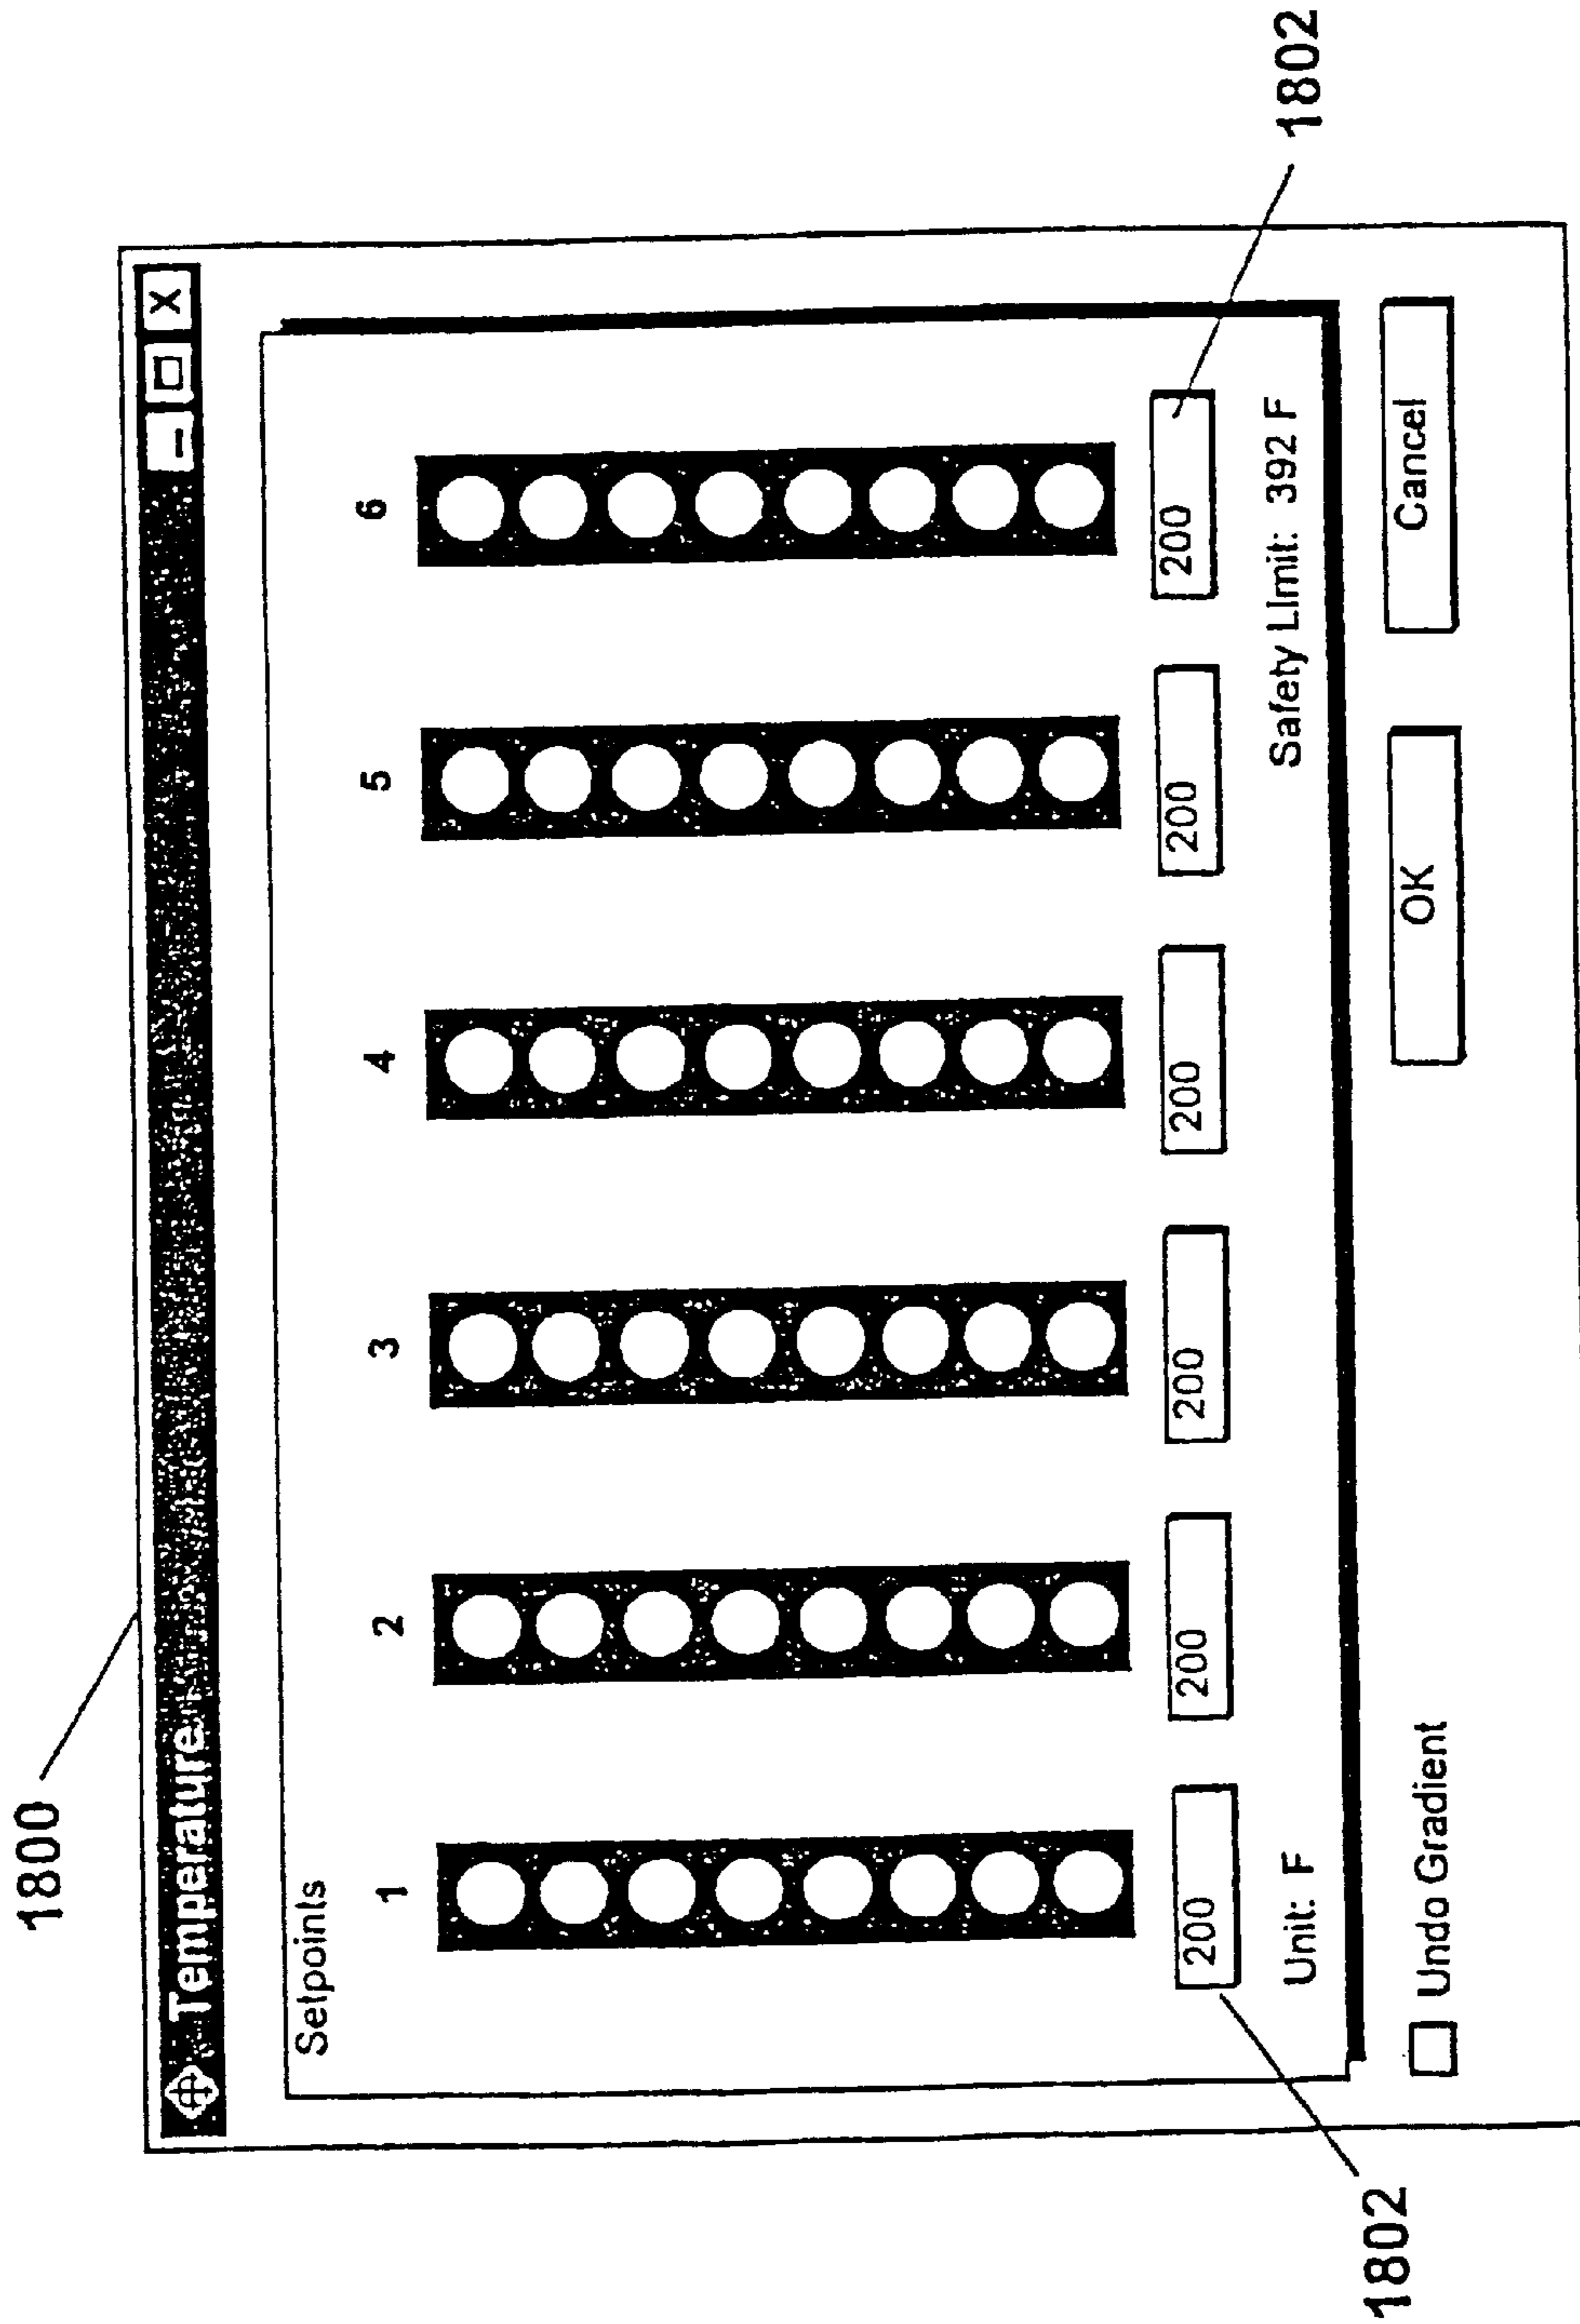 1800
Temperature
Setpoints
1 2 3 4 5 6
200 200 200 200 200 200
1802
1802
Unit: F
Safety LImit: 392 F
Undo Gradient
OK
Cancel